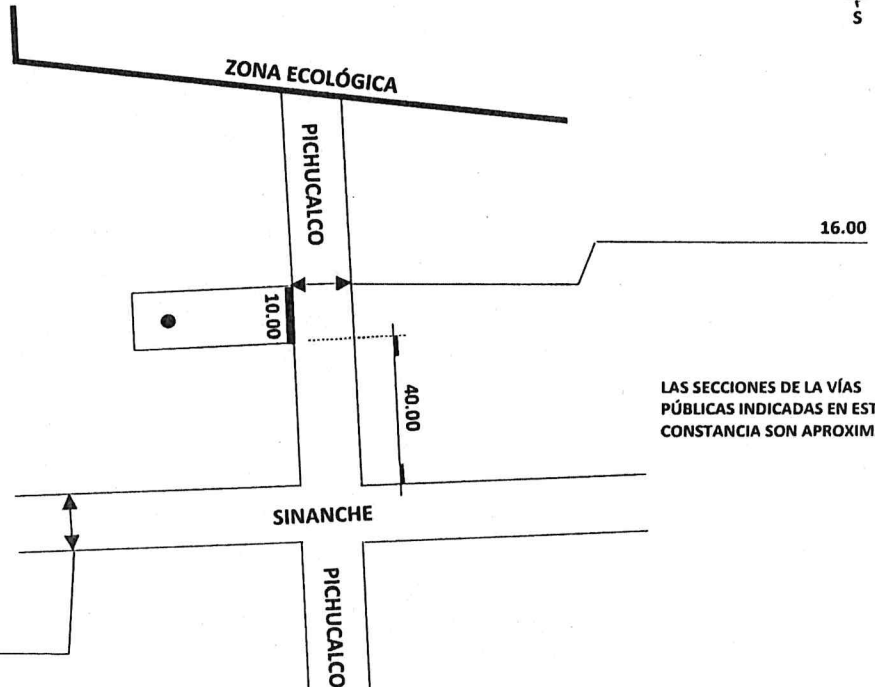 S
ZONA ECOLÓGICA
PICHUCALCO
16.00
10.00
40.00
LAS SECCIONES DE LA VÍAS
PÚBLICAS INDICADAS EN EST
CONSTANCIA SON APROXIM
SINANCHE
PICHUCALCO